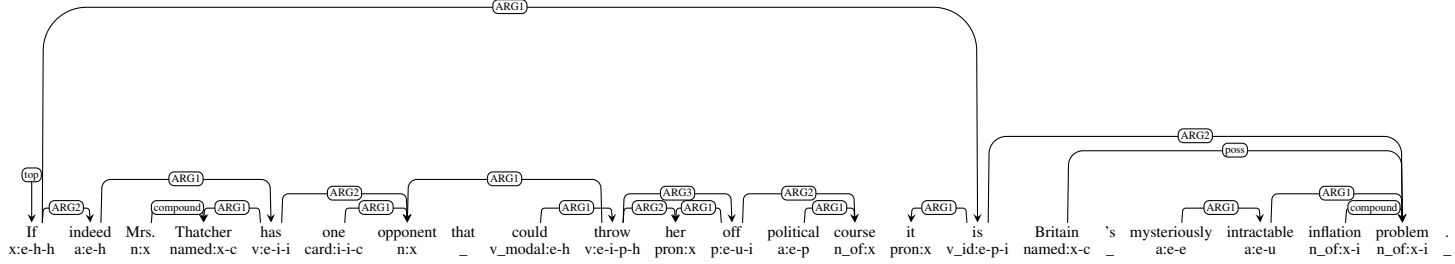 ARG1
ARG2
poss
top
ARG1
ARG1
ARG2
ARG3
ARG2
ARG1
ARG2
compound
ARG1
ARG1
ARG1
ARG2
ARG1
ARG1
ARG1
ARG1
compound
If indeed Mrs. Thatcher has one opponent that could throw her off political course it is Britain 's mysteriously intractable inflation problem .
x:e-h-h a:e-h n:x named:x-c v:e-i-i card:i-i-c n:x _ v_modal:e-h v:e-i-p-h pron:x p:e-u-i a:e-p n_of:x pron:x v_id:e-p-i named:x-c _ a:e-e a:e-u n_of:x-i n_of:x-i _